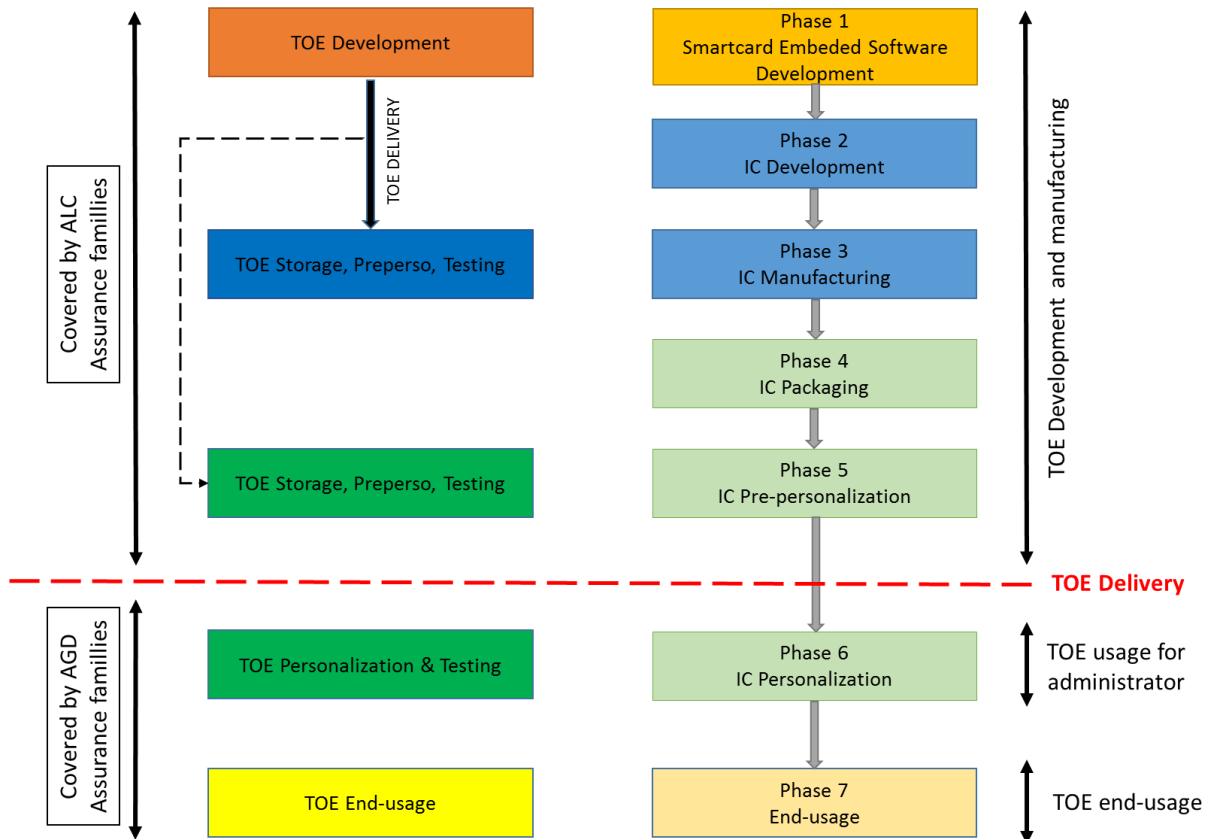 TOE Development
Phase 1
Smartcard Embeded Software
Development
TOE DELIVERY
Phase 2
IC Development
Covered by ALC
Assurance famillies
TOE Storage, Preperso, Testing
Phase 3
IC Manufacturing
TOE Development and manufacturing
Phase 4
IC Packaging
TOE Storage, Preperso, Testing
Phase 5
IC Pre-personalization
TOE Delivery
Covered by AGD
Assurance famillies
TOE Personalization & Testing
Phase 6
IC Personalization
TOE usage for
administrator
TOE End-usage
Phase 7
End-usage
TOE end-usage